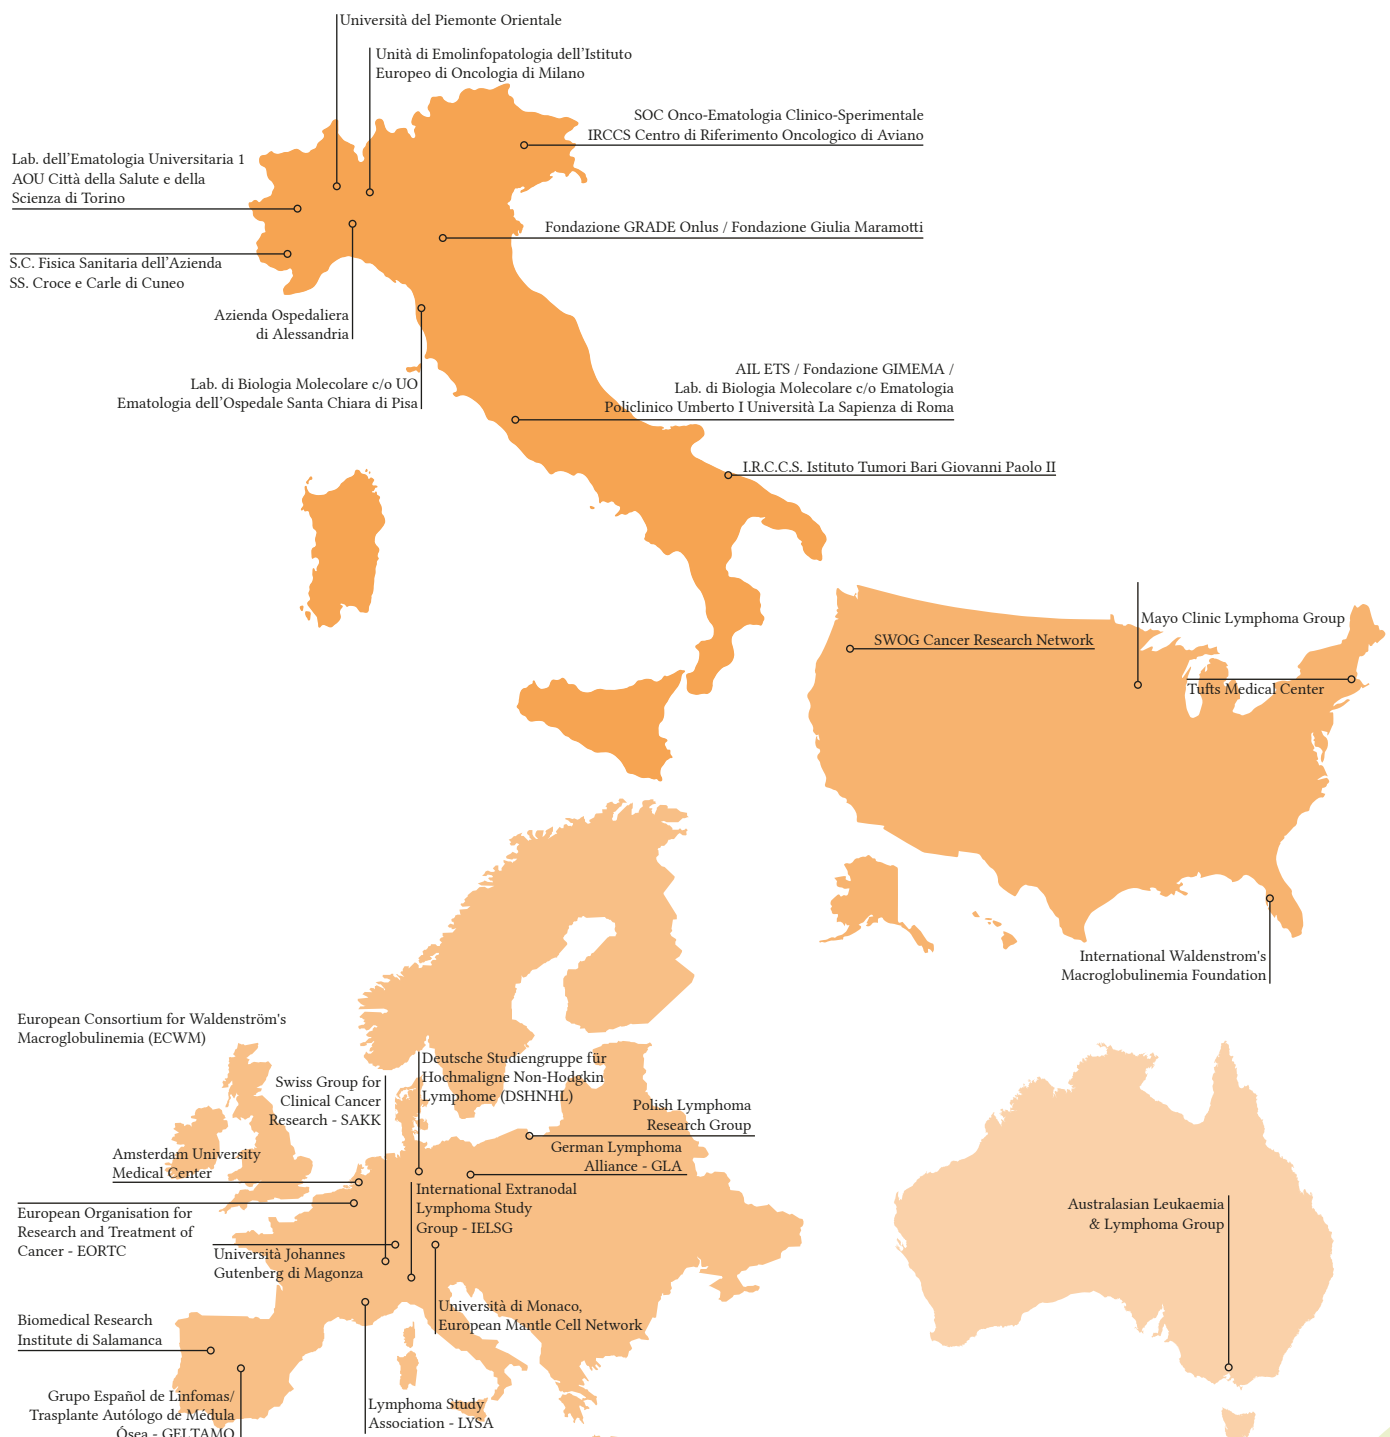 Università del Piemonte Orientale
Unità di Emolinfopatologia dell'Istituto
Europeo di Oncologia di Milano
SOC Onco-Ematologia Clinico-Sperimentale
IRCCS Centro di Riferimento Oncologico di Aviano
Lab. dell'Ematologia Universitaria 1
AOU Città della Salute e della
Scienza di Torino
Fondazione GRADE Onlus / Fondazione Giulia Maramotti
S.C. Fisica Sanitaria dell'Azienda
SS. Croce e Carle di Cuneo
Azienda Ospedaliera
di Alessandria
Lab. di Biologia Molecolare c/o UO
Ematologia dell'Ospedale Santa Chiara di Pisa
AIL ETS / Fondazione GIMEMA /
Lab. di Biologia Molecolare c/o Ematologia
Policlinico Umberto I Università La Sapienza di Roma
I.R.C.C.S. Istituto Tumori Bari Giovanni Paolo II
Mayo Clinic Lymphoma Group
SWOG Cancer Research Network
Tufts Medical Center
International Waldenstrom's
Macroglobulinemia Foundation
European Consortium for Waldenström's
Macroglobulinemia (ECWM)
Deutsche Studiengruppe für
Hochmaligne Non-Hodgkin
Lymphome (DSHNHL)
Swiss Group for
Clinical Cancer
Research - SAKK
Polish Lymphoma
Research Group
German Lymphoma
Alliance - GLA
Amsterdam University
Medical Center
International Extranodal
Lymphoma Study
Group - IELSG
European Organisation for
Research and Treatment of
Cancer - EORTC
Università Johannes
Gutenberg di Magonza
Australasian Leukaemia
& Lymphoma Group
Università di Monaco,
European Mantle Cell Network
Biomedical Research
Institute di Salamanca
Grupo Español de Linfomas/
Trasplante Autólogo de Médula
Ósea - GELTAMO
Lymphoma Study
Association - LYSA